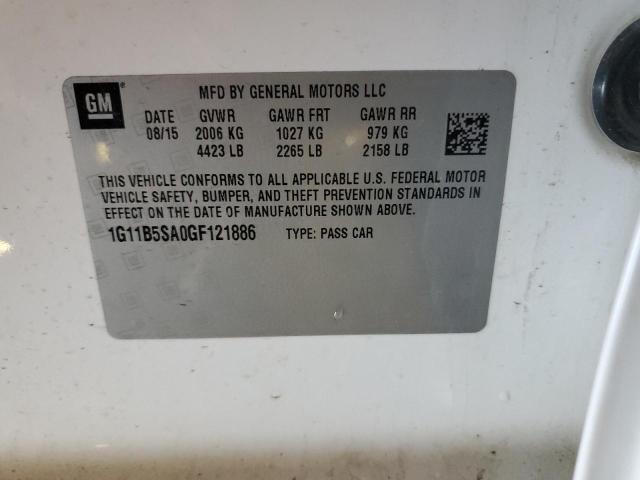 GM
MFD BY GENERAL MOTORS LLC
DATE GVWR GAWR FRT GAWR RR
08/15 2006 KG 1027 KG 979 KG
4423 LB 2265 LB 2158 LB
THIS VEHICLE CONFORMS TO ALL APPLICABLE U.S. FEDERAL MOTOR
VEHICLE SAFETY, BUMPER, AND THEFT PREVENTION STANDARDS IN
EFFECT ON THE DATE OF MANUFACTURE SHOWN ABOVE.
1G11B5SA0GF121886 TYPE: PASS CAR